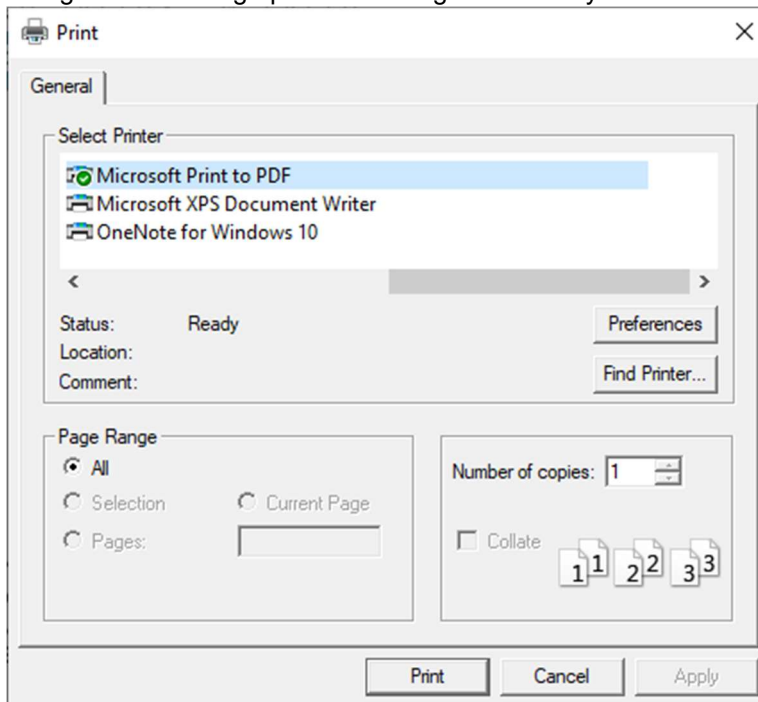 Print
General
Select Printer
Microsoft Print to PDF
Microsoft XPS Document Writer
OneNote for Windows 10
Status: Ready
Location:
Comment:
Preferences
Find Printer...
Page Range
All
Selection
Current Page
Pages:
Number of copies: 1
Collate
1 1 2 2 3 3
Print
Cancel
Apply